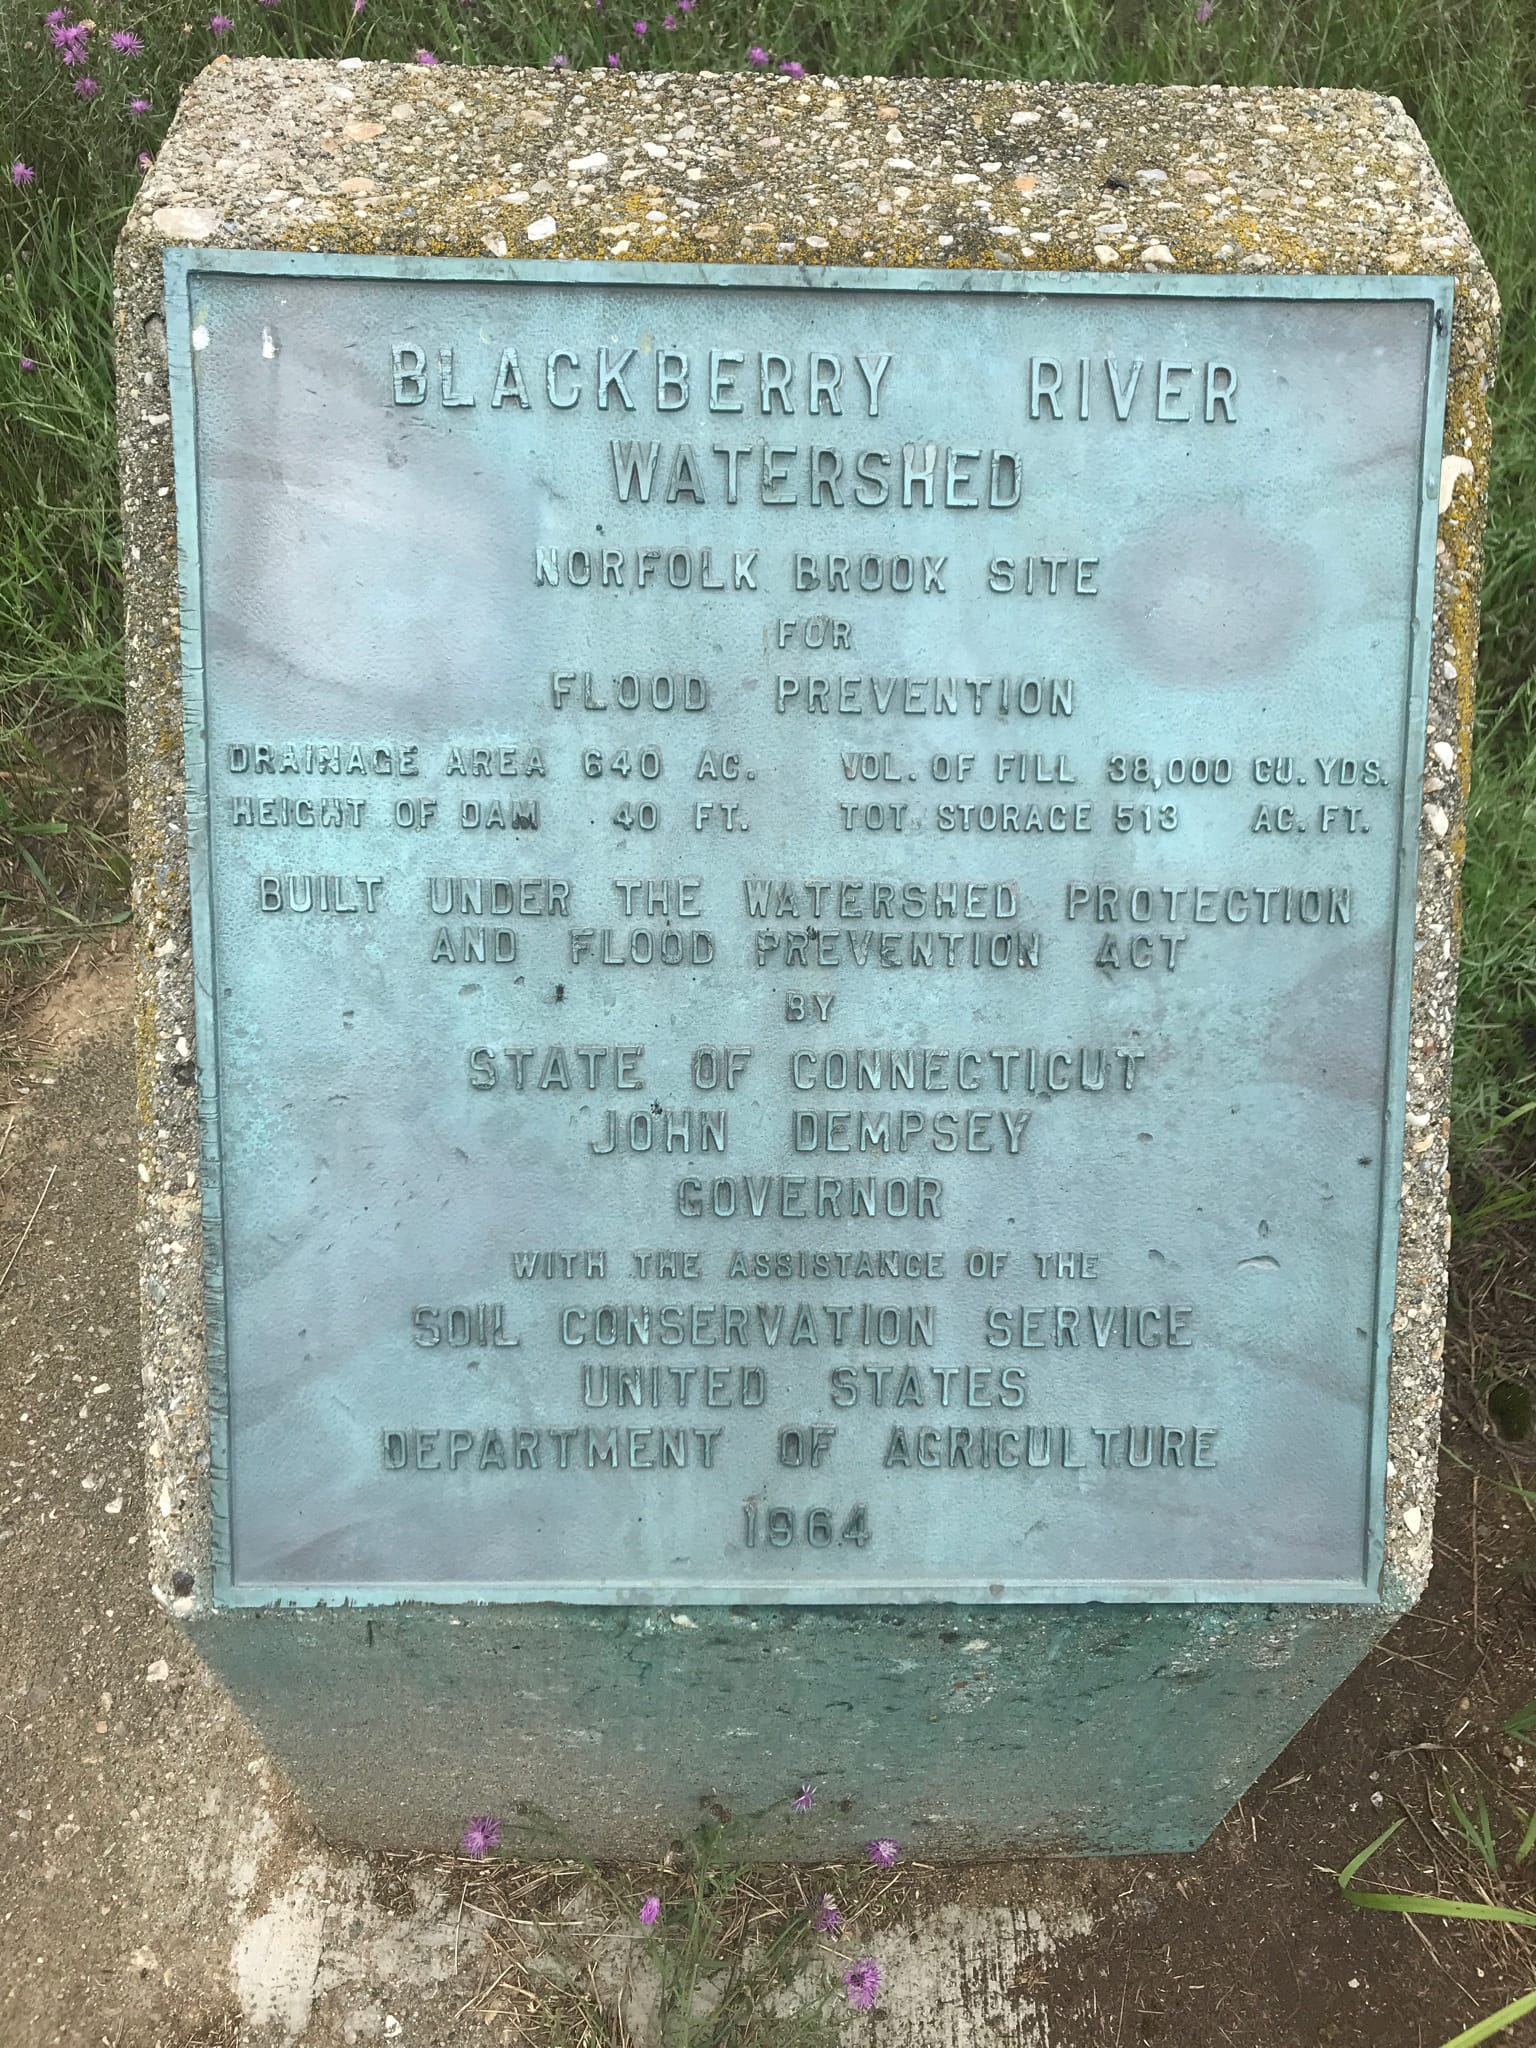 BLACKBERRY RIVER
WATERSHED
NORFOLK BROOK SITE
FOR
FLOOD PREVENTION
DRAINAGE AREA 640 AC. VOL. OF FILL 38,000 CU. YDS.
HEIGHT OF DAM 40 FT. TOT. STORAGE 513 AC. FT.
BUILT UNDER THE WATERSHED PROTECTION
AND FLOOD PREVENTION ACT
BY
STATE OF CONNECTICUT
JOHN DEMPSEY
GOVERNOR
WITH THE ASSISTANCE OF THE
SOIL CONSERVATION SERVICE
UNITED STATES
DEPARTMENT OF AGRICULTURE
1964